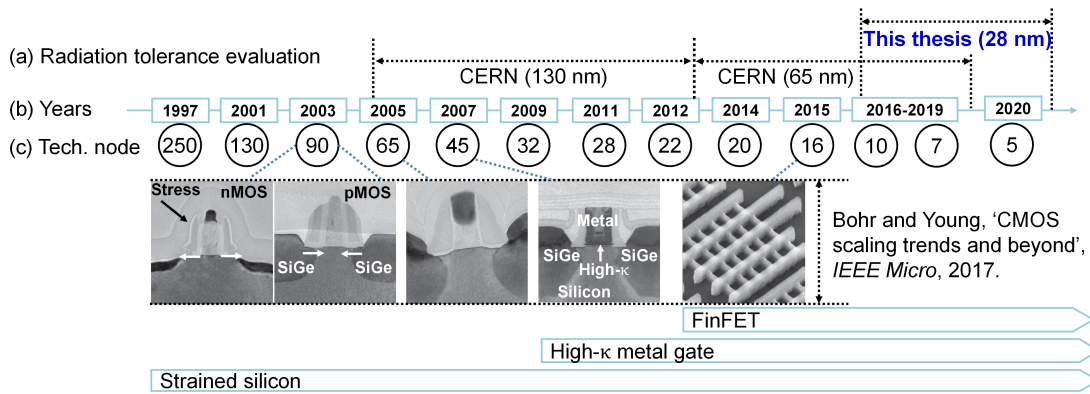 This thesis (28 nm)
(a) Radiation tolerance evaluation
CERN (130 nm)
CERN (65 nm)
(b) Years
1997
2001
2003
2005
2007
2009
2011
2012
2014
2015
2016-2019
2020
(c) Tech. node
250
130
90
65
45
32
28
22
20
16
10
7
5
Stress
nMOS
pMOS
SiGe
SiGe
Metal
SiGe
SiGe
High-κ
Silicon
Bohr and Young, ‘CMOS
scaling trends and beyond’,
IEEE Micro, 2017.
FinFET
High-κ metal gate
Strained silicon